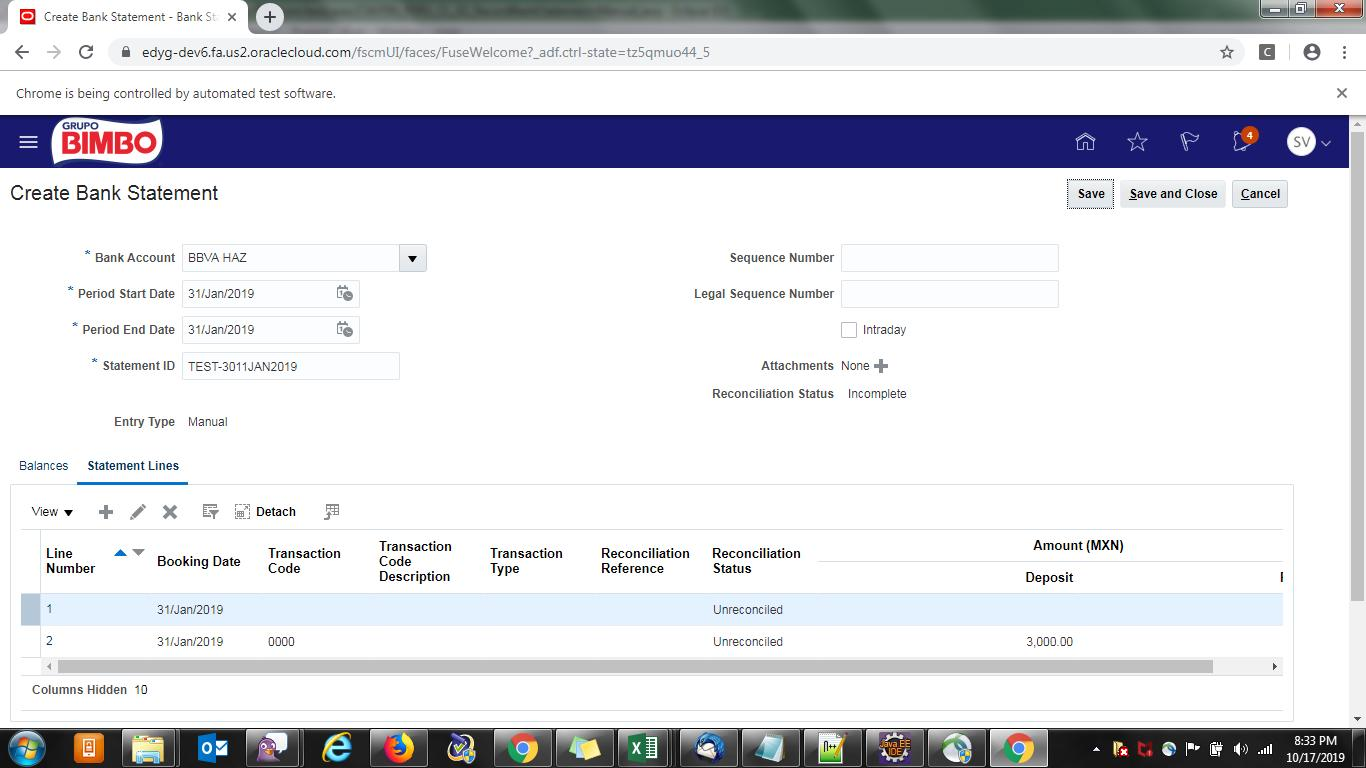 Create Bank Statement - Bank Sta
edyg-dev6.fa.us2.oraclecloud.com/fscmUI/faces/FuseWelcome?_adf.ctrl-state=tz5qmuo44_5
C
Chrome is being controlled by automated test software.
GRUPO
BIMBO
4
SV
Create Bank Statement
Save
Save and Close
Cancel
* Bank Account BBVA HAZ
Sequence Number
* Period Start Date 31/Jan/2019
Legal Sequence Number
* Period End Date 31/Jan/2019
Intraday
* Statement ID TEST-3011JAN2019
Attachments None
Reconciliation Status Incomplete
Entry Type Manual
Balances Statement Lines
View Detach
Line Number
Booking Date
Transaction Code
Transaction Code Description
Transaction Type
Reconciliation Reference
Reconciliation Status
Amount (MXN)
Deposit
1 31/Jan/2019 Unreconciled
2 31/Jan/2019 0000 Unreconciled 3,000.00
Columns Hidden 10
N++
Java EE
IDE
8:33 PM
10/17/2019